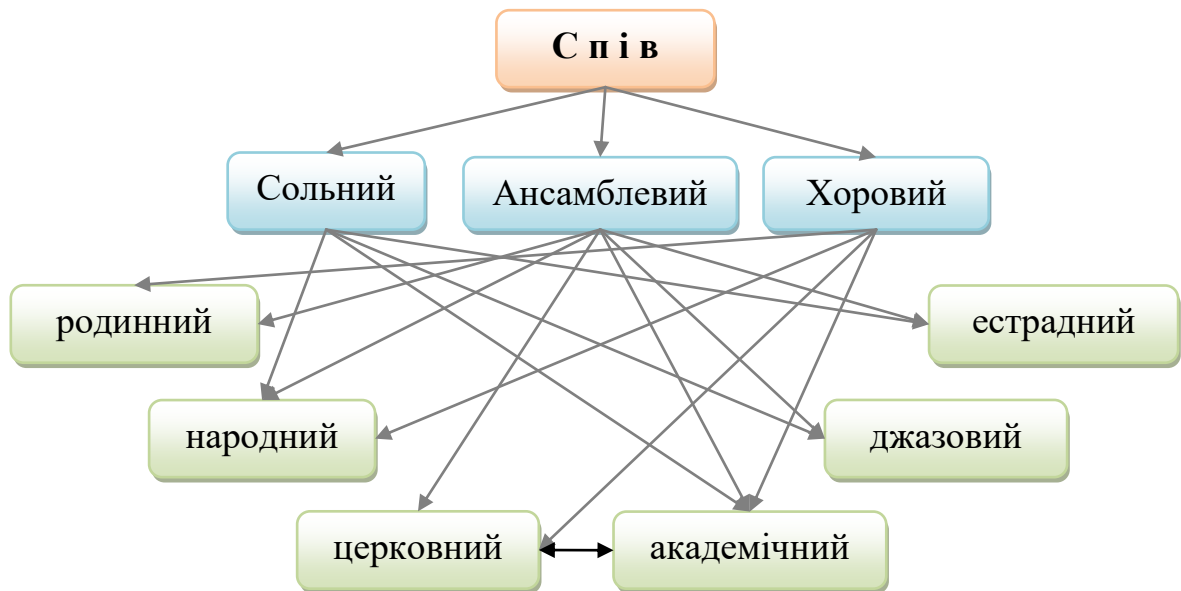 С п і в
Сольний
Ансамблевий
Хоровий
родинний
естрадний
народний
джазовий
церковний
академічний